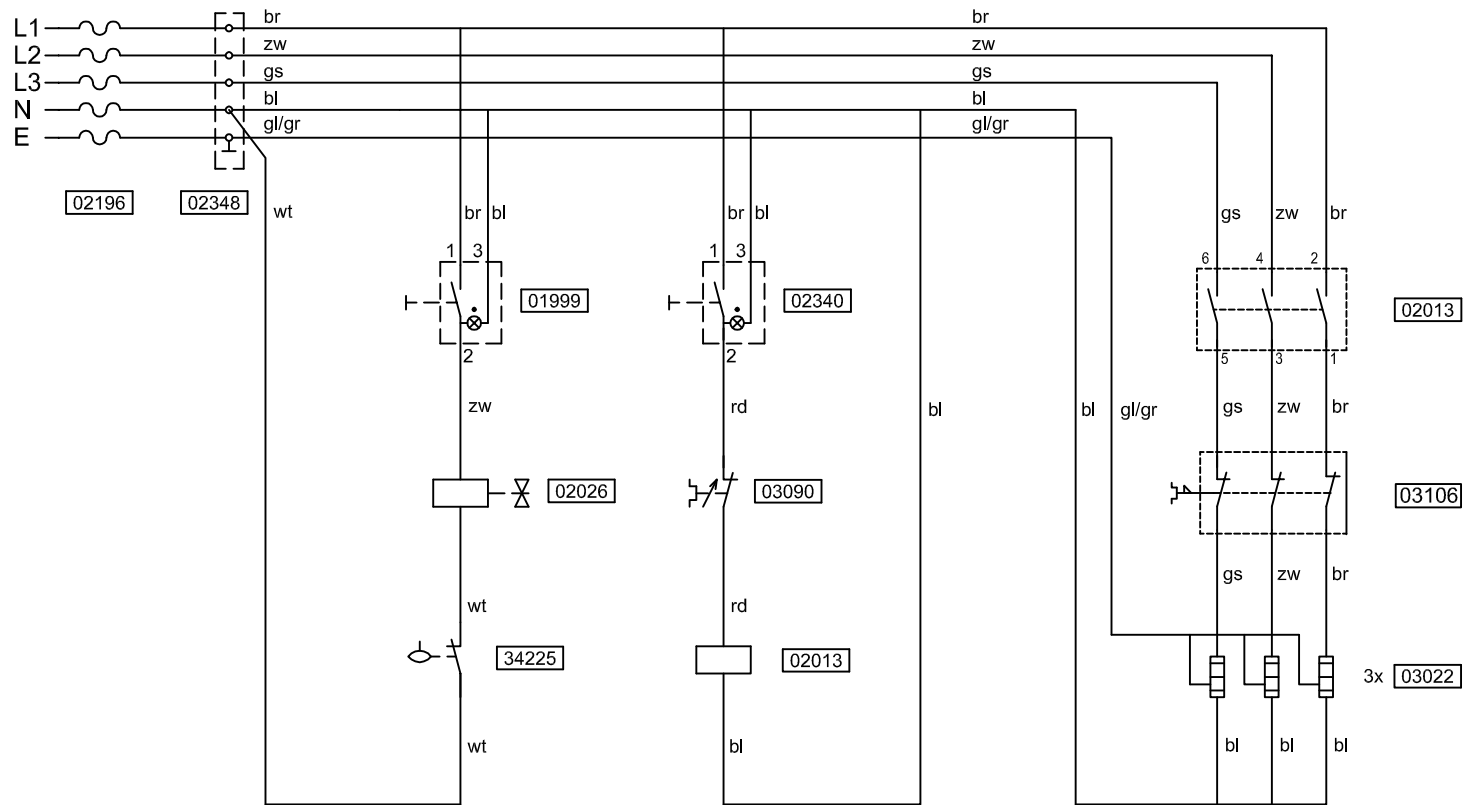 L1 br br
L2 zw zw
L3 gs gs
N bl bl
E gl/gr gl/gr
02196 02348 wt br bl br bl gs zw br
1 3 1 3 6 4 2
01999 02340 02013
2 2 5 3 1
zw rd bl bl gl/gr gs zw br
02026 03090 03106
wt rd gs zw br
34225 02013 3x 03022
wt bl bl bl bl